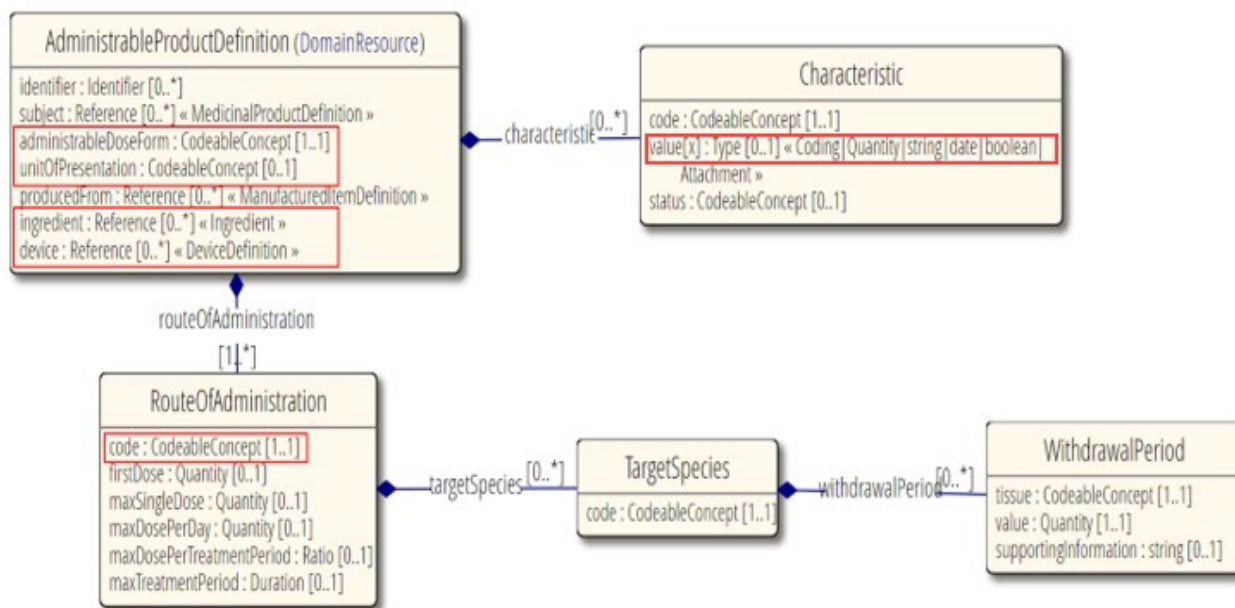 AdministrableProductDefinition (DomainResource)
identifier : Identifier [0..*]
subject : Reference [0..*] « MedicinalProductDefinition »
administrableDoseForm : CodeableConcept [1..1]
unitOfPresentation : CodeableConcept [0..1]
producedFrom : Reference [0..*] « ManufacturedItemDefinition »
ingredient : Reference [0..*] « Ingredient »
device : Reference [0..*] « DeviceDefinition »
characteristic [0..*]
Characteristic
code : CodeableConcept [1..1]
value[x] : Type [0..1] « Coding|Quantity|string|date|boolean|
Attachment »
status : CodeableConcept [0..1]
routeOfAdministration
[1..*]
RouteOfAdministration
code : CodeableConcept [1..1]
firstDose : Quantity [0..1]
maxSingleDose : Quantity [0..1]
maxDosePerDay : Quantity [0..1]
maxDosePerTreatmentPeriod : Ratio [0..1]
maxTreatmentPeriod : Duration [0..1]
targetSpecies [0..*]
TargetSpecies
code : CodeableConcept [1..1]
withdrawalPeriod [0..*]
WithdrawalPeriod
tissue : CodeableConcept [1..1]
value : Quantity [1..1]
supportingInformation : string [0..1]